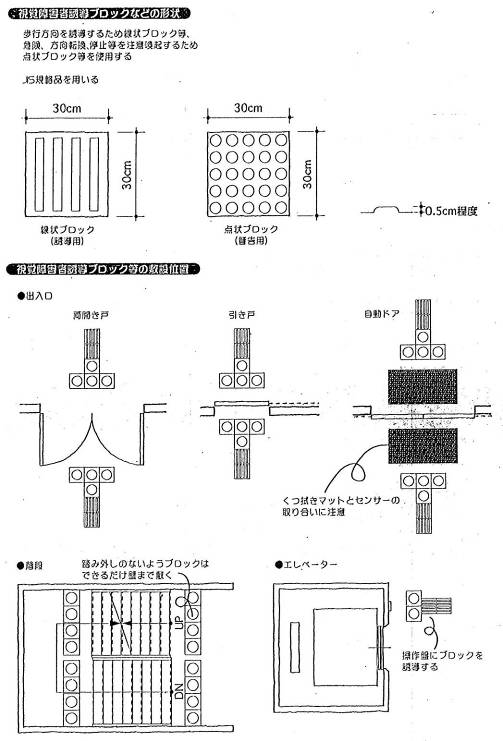 視覚障害者誘導ブロックなどの形状
歩行方向を誘導するため線状ブロック等、
危険、方向転換、停止等を注意喚起するため
点状ブロック等を使用する
JIS規格品を用いる
30cm
30cm
30cm
30cm
0.5cm程度
線状ブロック
(誘導用)
点状ブロック
(警告用)
視覚障害者誘導ブロック等の敷設位置
●出入口
両開き戸
引き戸
自動ドア
くつ拭きマットとセンサーの
取り合いに注意
●階段
踏み外しのないようブロックは
できるだけ壁まで敷く
UP
DN
●エレベーター
操作盤にブロックを
誘導する